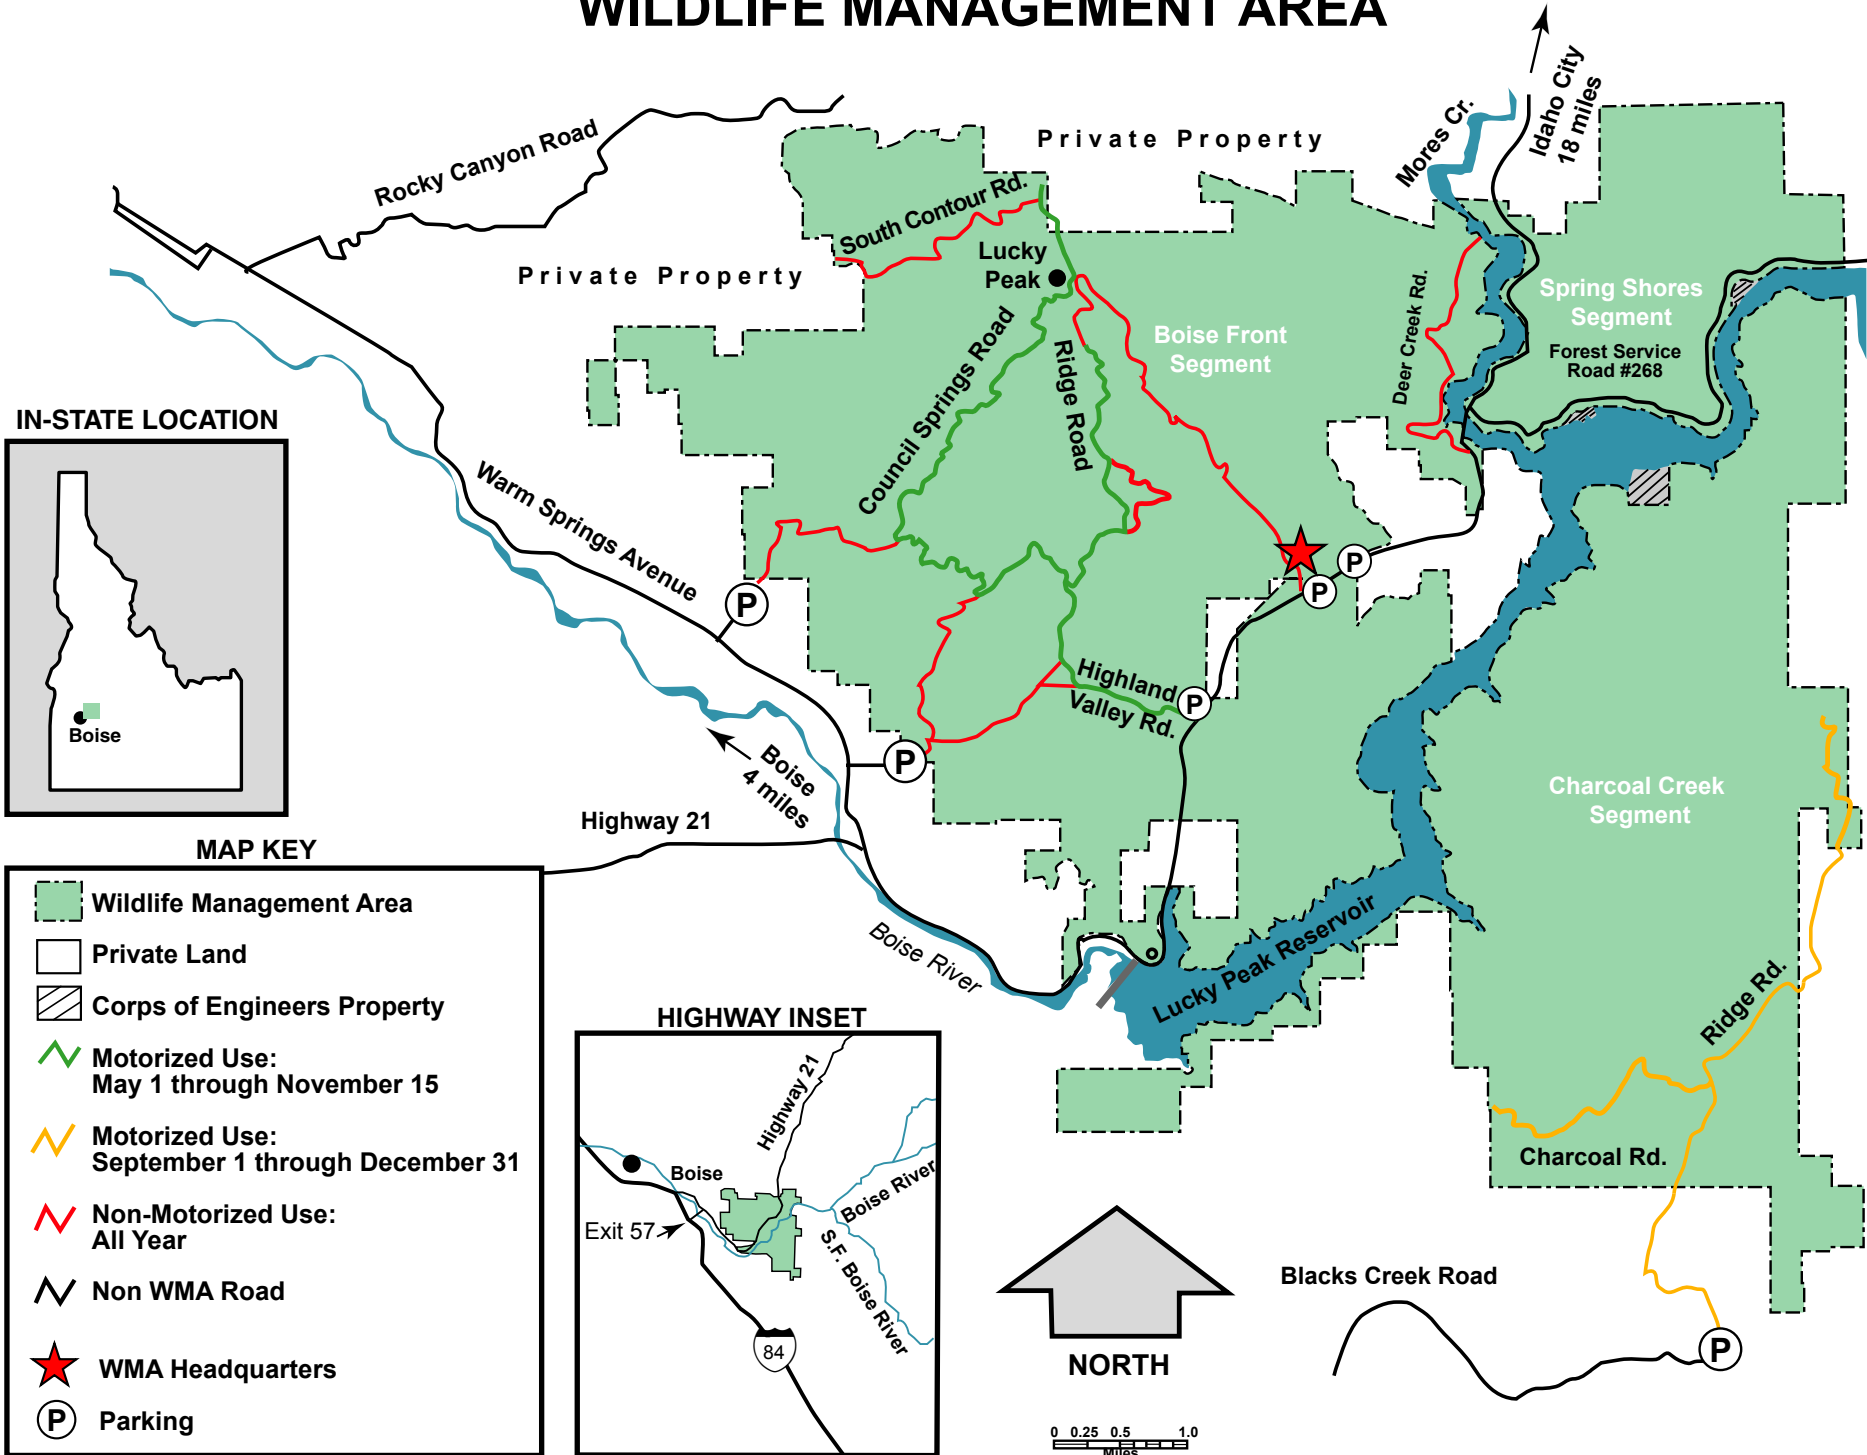 WILDLIFE MANAGEMENT AREA
Idaho City
18 miles
Mores Cr.
Rocky Canyon Road
Private Property
South Contour Rd.
Lucky
Peak
Private Property
Spring Shores
Segment
Forest Service
Road #268
Boise Front
Segment
Deer Creek Rd.
Council Springs Road
Ridge Road
IN-STATE LOCATION
Boise
Warm Springs Avenue
P
P
P
Highland
Valley Rd.
P
P
Boise
4 miles
Charcoal Creek
Segment
Highway 21
Boise River
Lucky Peak Reservoir
Ridge Rd.
Charcoal Rd.
Blacks Creek Road
P
MAP KEY
Wildlife Management Area
Private Land
Corps of Engineers Property
Motorized Use:
May 1 through November 15
Motorized Use:
September 1 through December 31
Non-Motorized Use:
All Year
Non WMA Road
WMA Headquarters
P Parking
HIGHWAY INSET
Highway 21
Boise
Exit 57
Boise River
S.F. Boise River
84
NORTH
0 0.25 0.5 1.0
Miles